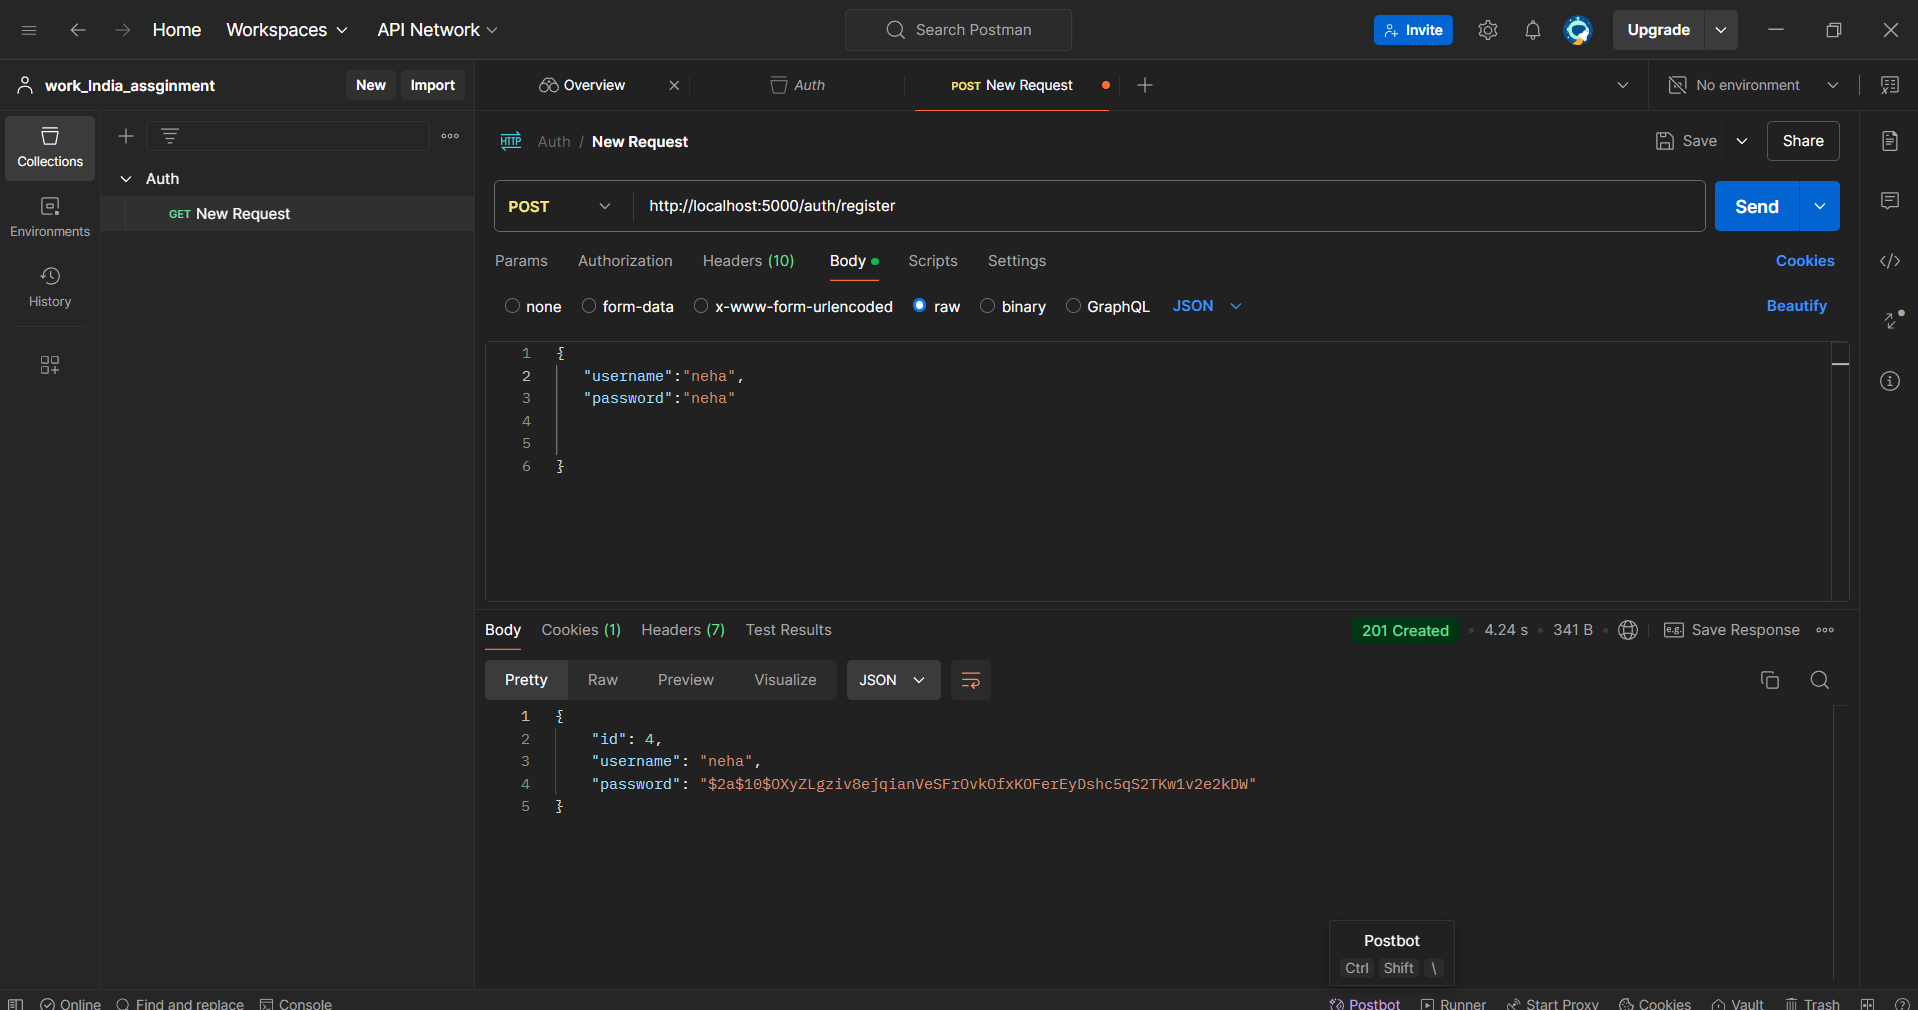 Home Workspaces API Network Search Postman Invite Upgrade
work_India_assginment New Import Overview Auth POST New Request No environment
Collections
Environments
History
Auth
GET New Request
HTTP Auth / New Request Save Share
POST http://localhost:5000/auth/register Send
Params Authorization Headers (10) Body Scripts Settings Cookies
none form-data x-www-form-urlencoded raw binary GraphQL JSON Beautify
1 {
2 "username":"neha",
3 "password":"neha"
4
5
6 }
Body Cookies (1) Headers (7) Test Results 201 Created 4.24 s 341 B e.g. Save Response
Pretty Raw Preview Visualize JSON
1 {
2 "id": 4,
3 "username": "neha",
4 "password": "$2a$10$OXyZLgziv8ejqianVeSFrOvkOfxKOFerEyDshc5qS2TKw1v2e2kDW"
5 }
Postbot
Ctrl Shift \
Online Find and replace Console Postbot Runner Start Proxy Cookies Vault Trash